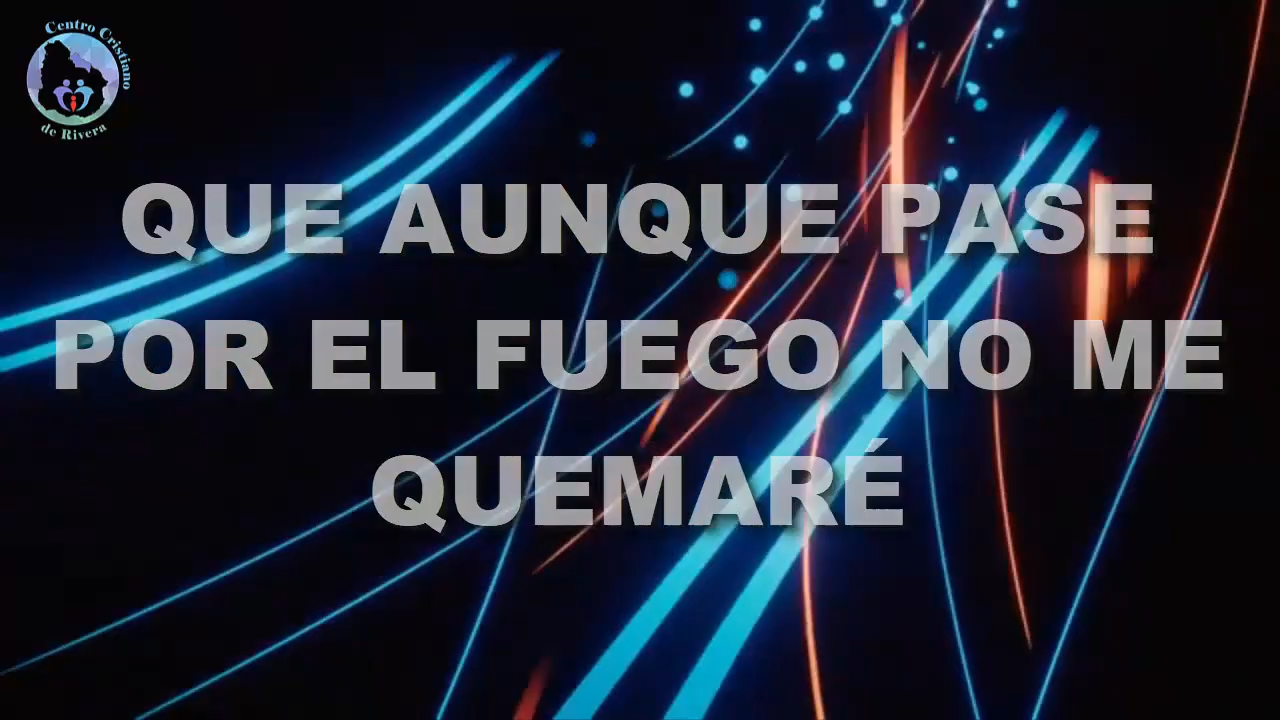 Centro Cristiano
de Rivera
QUE AUNQUE PASE
POR EL FUEGO NO ME
QUEMARÉ